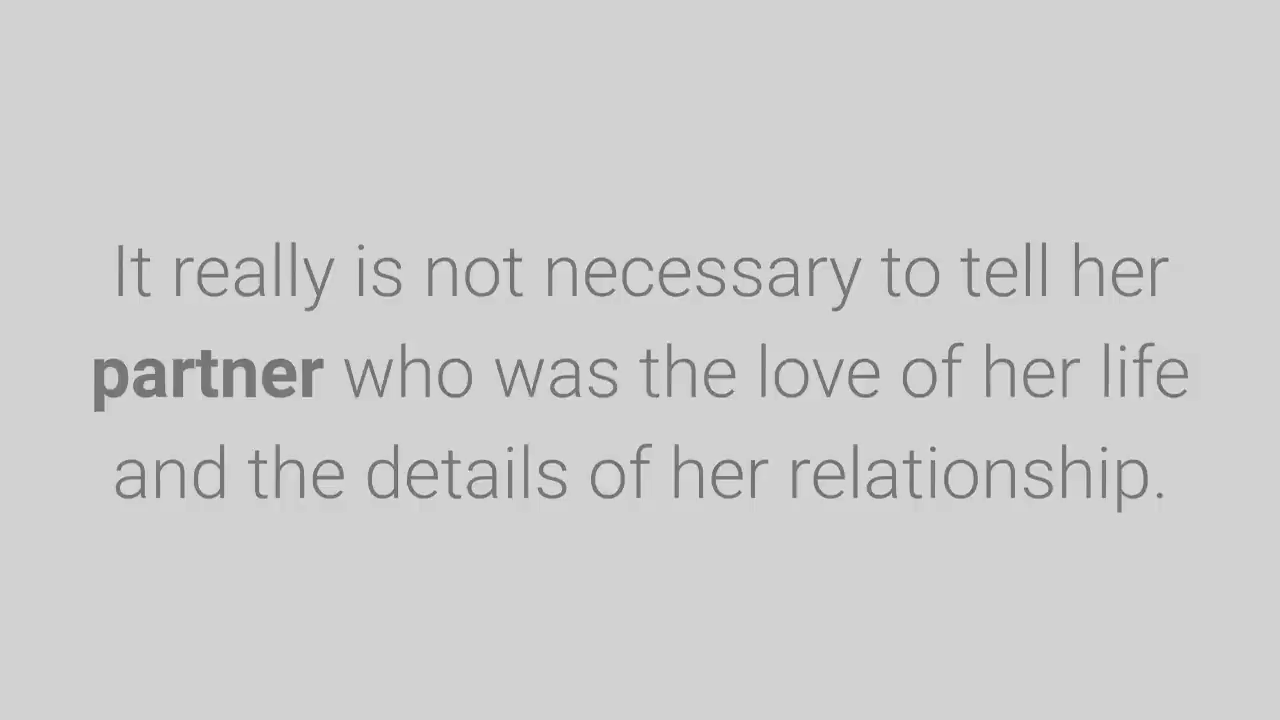 It really is not necessary to tell her
partner who was the love of her life
and the details of her relationship.